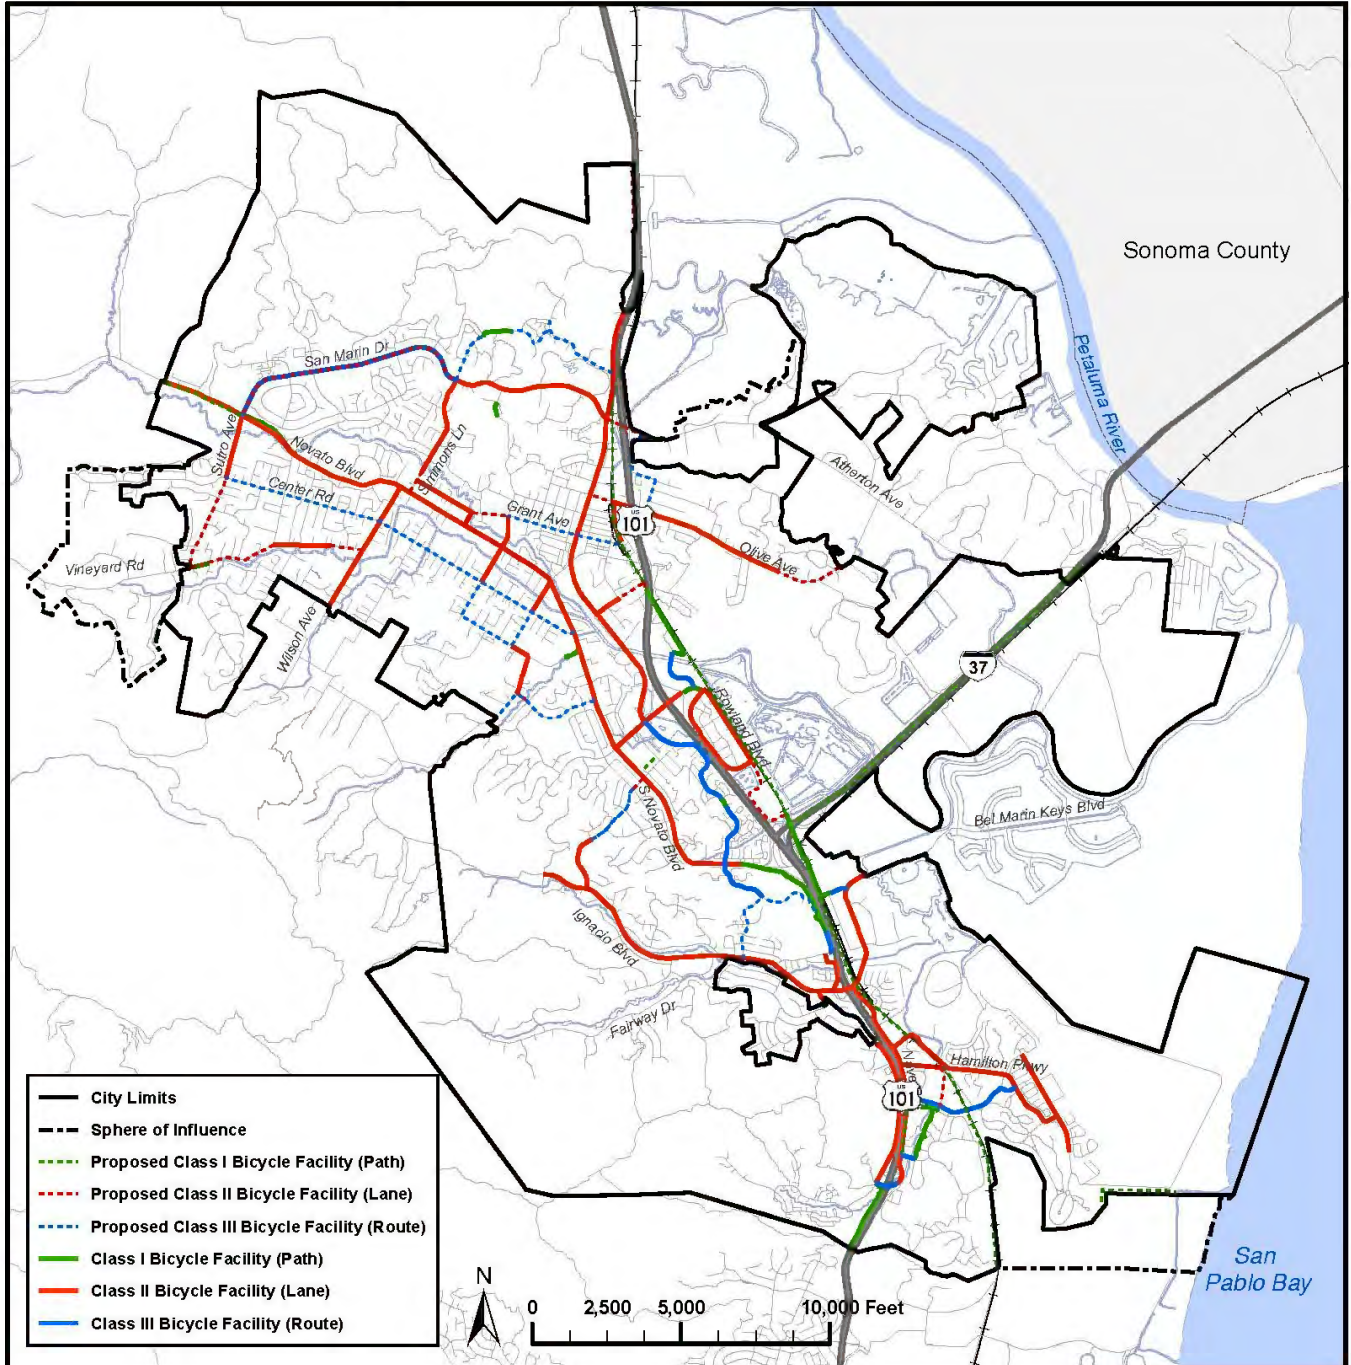 Sonoma County
Petaluma River
San Marin Dr
Sutro Ave
Novato Blvd
Simmons Ln
Center Rd
Grant Ave
US
101
Atherton Ave
Olive Ave
Vineyard Rd
Wilson Ave
37
Rowland Blvd
Bel Marin Keys Blvd
S Novato Blvd
Ignacio Blvd
Fairway Dr
Hamilton Pkwy
US
101
San
Pablo Bay
City Limits
Sphere of Influence
Proposed Class I Bicycle Facility (Path)
Proposed Class II Bicycle Facility (Lane)
Proposed Class III Bicycle Facility (Route)
Class I Bicycle Facility (Path)
Class II Bicycle Facility (Lane)
Class III Bicycle Facility (Route)
N
0 2,500 5,000 10,000 Feet